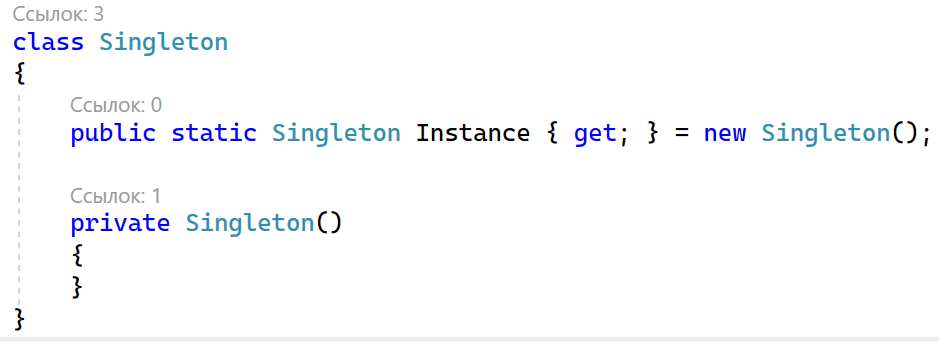 Ссылок: 3
class Singleton
{
Ссылок: 0
public static Singleton Instance { get; } = new Singleton();
Ссылок: 1
private Singleton()
{
}
}